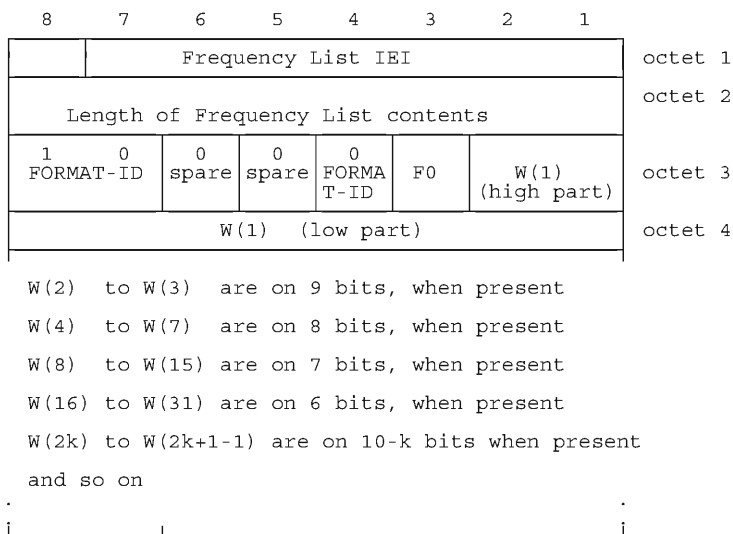 8 7 6 5 4 3 2 1
Frequency List IEI octet 1
Length of Frequency List contents octet 2
1 0 0 0 0
FORMAT-ID spare spare FORMA F0 W(1) octet 3
T-ID (high part)
W(1) (low part) octet 4
W(2) to W(3) are on 9 bits, when present
W(4) to W(7) are on 8 bits, when present
W(8) to W(15) are on 7 bits, when present
W(16) to W(31) are on 6 bits, when present
W(2k) to W(2k+1-1) are on 10-k bits when present
and so on